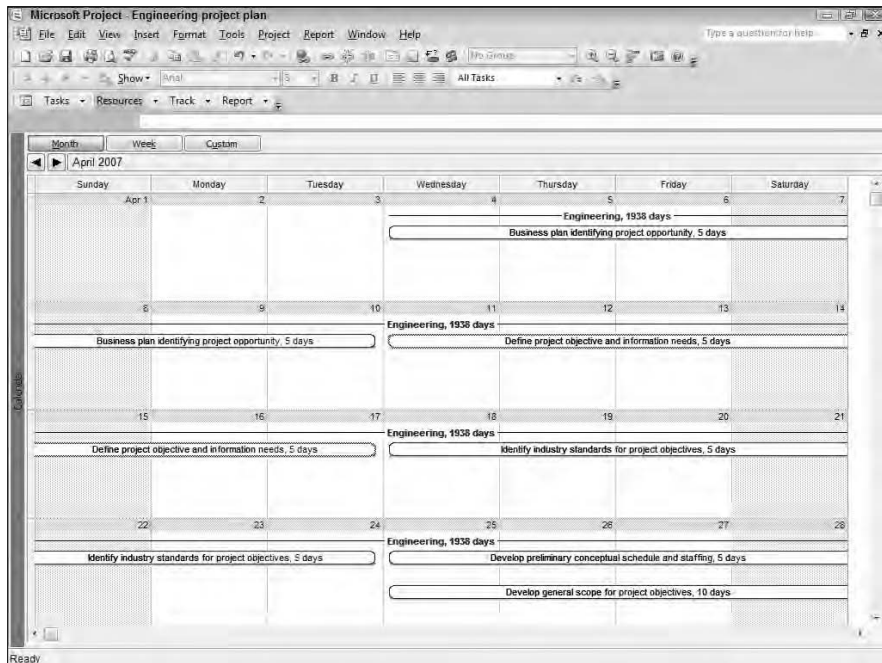 Microsoft Project - Engineering project plan
File Edit View Insert Format Tools Project Report Window Help
Type a question for help
No Group
Show Arial 8 B I U All Tasks
Tasks Resources Track Report
Month Week Custom
April 2007
Sunday Monday Tuesday Wednesday Thursday Friday Saturday
Apr 1 2 3 4 5 6 7
Engineering, 1938 days
Business plan identifying project opportunity, 5 days
8 9 10 11 12 13 14
Engineering, 1938 days
Business plan identifying project opportunity, 5 days Define project objective and information needs, 5 days
15 16 17 18 19 20 21
Engineering, 1938 days
Define project objective and information needs, 5 days Identify industry standards for project objectives, 5 days
22 23 24 25 26 27 28
Engineering, 1938 days
Identify industry standards for project objectives, 5 days Develop preliminary conceptual schedule and staffing, 5 days
Develop general scope for project objectives, 10 days
Calendar
Ready